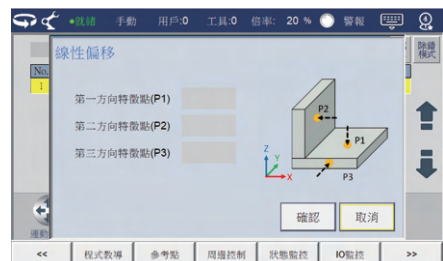 就緒 手動 用戶:0 工具:0 倍率: 20 % 警報
線性偏移
除錯模式
No.
1
第一方向特徵點(P1)
第二方向特徵點(P2)
第三方向特徵點(P3)
P2
P1
P3
Z
Y
X
確認 取消
運動
<< 程式教導 參考點 周邊控制 狀態監控 IO監控 >>